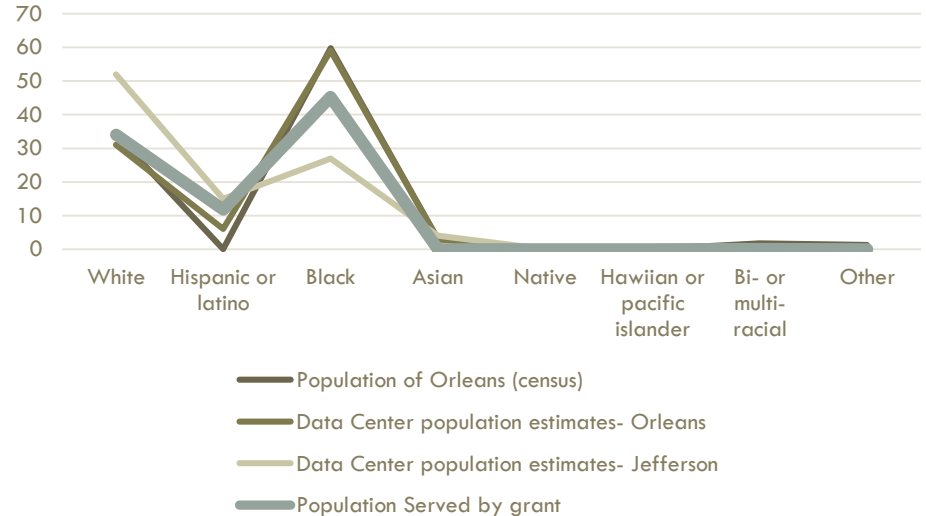 70
60
50
40
30
20
10
0
White
Hispanic or
latino
Black
Asian
Native
Hawiian or
pacific
islander
Bi- or
multi-
racial
Other
Population of Orleans (census)
Data Center population estimates- Orleans
Data Center population estimates- Jefferson
Population Served by grant